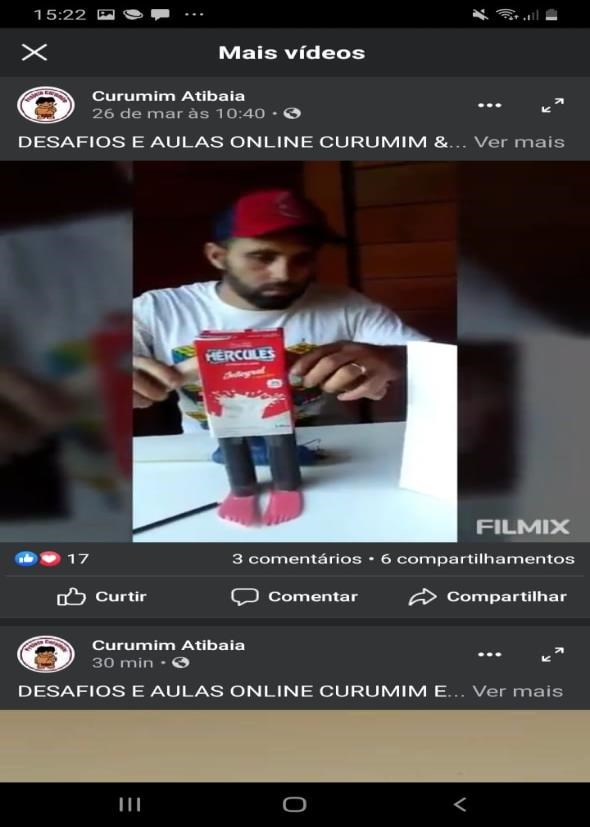 15:22
Mais vídeos
Curumim Atibaia
26 de mar às 10:40
DESAFIOS E AULAS ONLINE CURUMIM &... Ver mais
HÉRCULES
Integral
FILMIX
17
3 comentários • 6 compartilhamentos
Curtir
Comentar
Compartilhar
Curumim Atibaia
30 min
DESAFIOS E AULAS ONLINE CURUMIM E... Ver mais